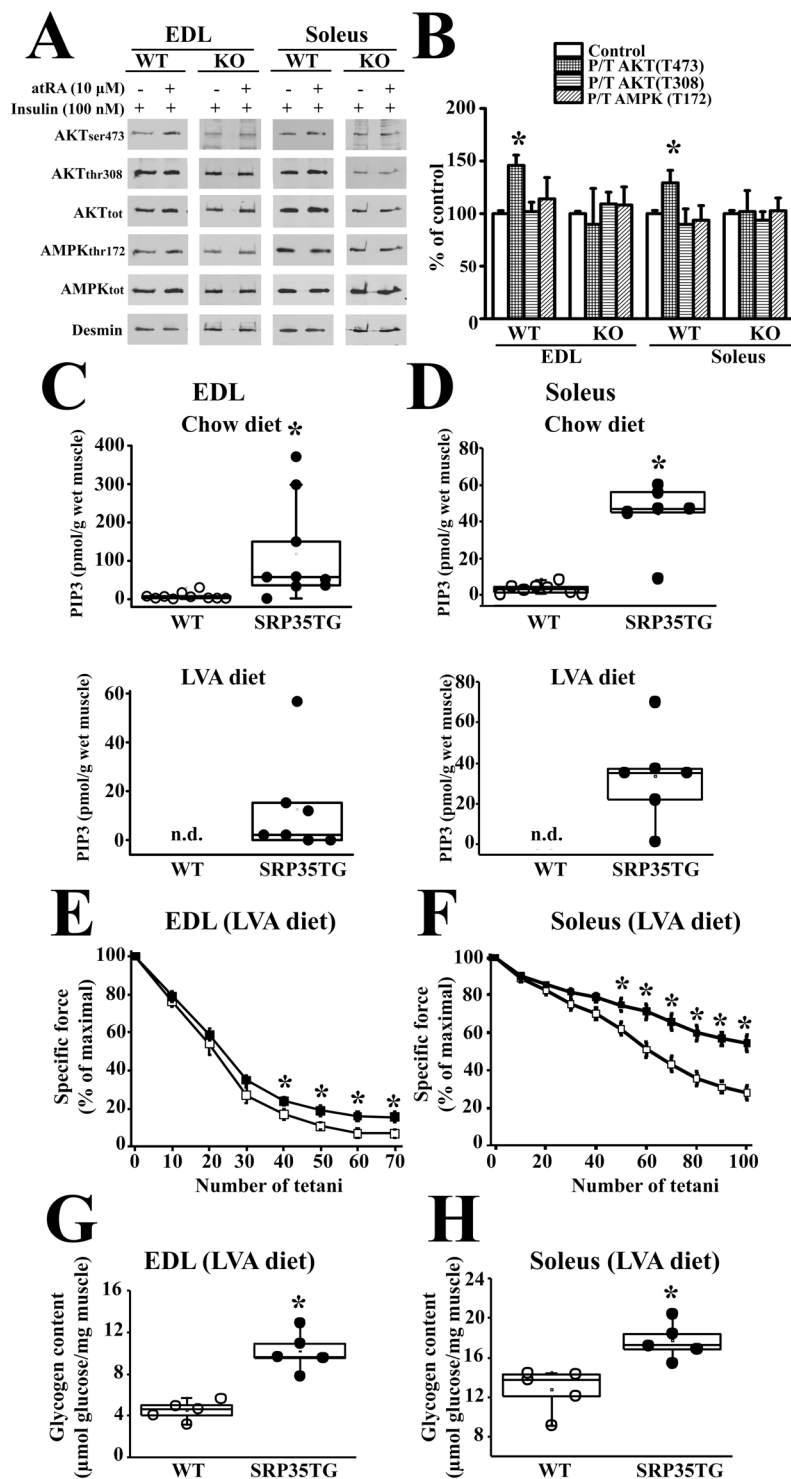 A
EDL
Soleus
WT
KO
WT
KO
atRA (10 µM)
- + - + - + - +
Insulin (100 nM)
+ + + + + + + +
AKTser473
AKTthr308
AKTtot
AMPKthr172
AMPKtot
Desmin
B
Control
P/T AKT(T473)
P/T AKT(T308)
P/T AMPK (T172)
% of control
200
150
100
50
0
*
*
WT
KO
WT
KO
EDL
Soleus
C
EDL
Chow diet
PIP3 (pmol/g wet muscle)
400
300
200
100
0
*
WT
SRP35TG
LVA diet
PIP3 (pmol/g wet muscle)
60
40
20
0
n.d.
WT
SRP35TG
D
Soleus
Chow diet
PIP3 (pmol/g wet muscle)
80
60
40
20
0
*
WT
SRP35TG
LVA diet
PIP3 (pmol/g wet muscle)
80
60
40
20
0
n.d.
WT
SRP35TG
E
EDL (LVA diet)
Specific force
(% of maximal)
100
80
60
40
20
0
* * * *
0 10 20 30 40 50 60 70
Number of tetani
F
Soleus (LVA diet)
Specific force
(% of maximal)
100
80
60
40
20
0
* * * * * *
0 20 40 60 80 100
Number of tetani
G
EDL (LVA diet)
Glycogen content
(µmol glucose/mg muscle)
16
12
8
4
0
*
WT
SRP35TG
H
Soleus (LVA diet)
Glycogen content
(µmol glucose/mg muscle)
24
20
16
12
8
*
WT
SRP35TG